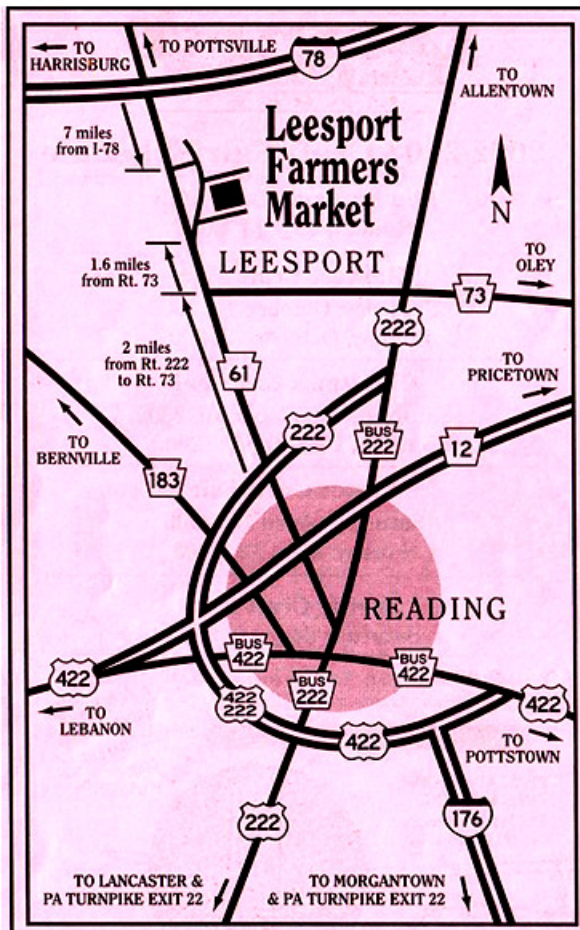 TO
HARRISBURG
TO POTTSVILLE
78
TO
ALLENTOWN
7 miles
from I-78
Leesport
Farmers
Market
N
LEESPORT
1.6 miles
from Rt. 73
TO
OLEY
73
222
2 miles
from Rt. 222
to Rt. 73
61
TO
PRICETOWN
222
BUS
222
12
TO
BERNVILLE
183
READING
BUS
422
BUS
422
422
BUS
222
422
222
422
TO
LEBANON
422
TO
POTTSTOWN
222
176
TO LANCASTER &
PA TURNPIKE EXIT 22
TO MORGANTOWN
& PA TURNPIKE EXIT 22